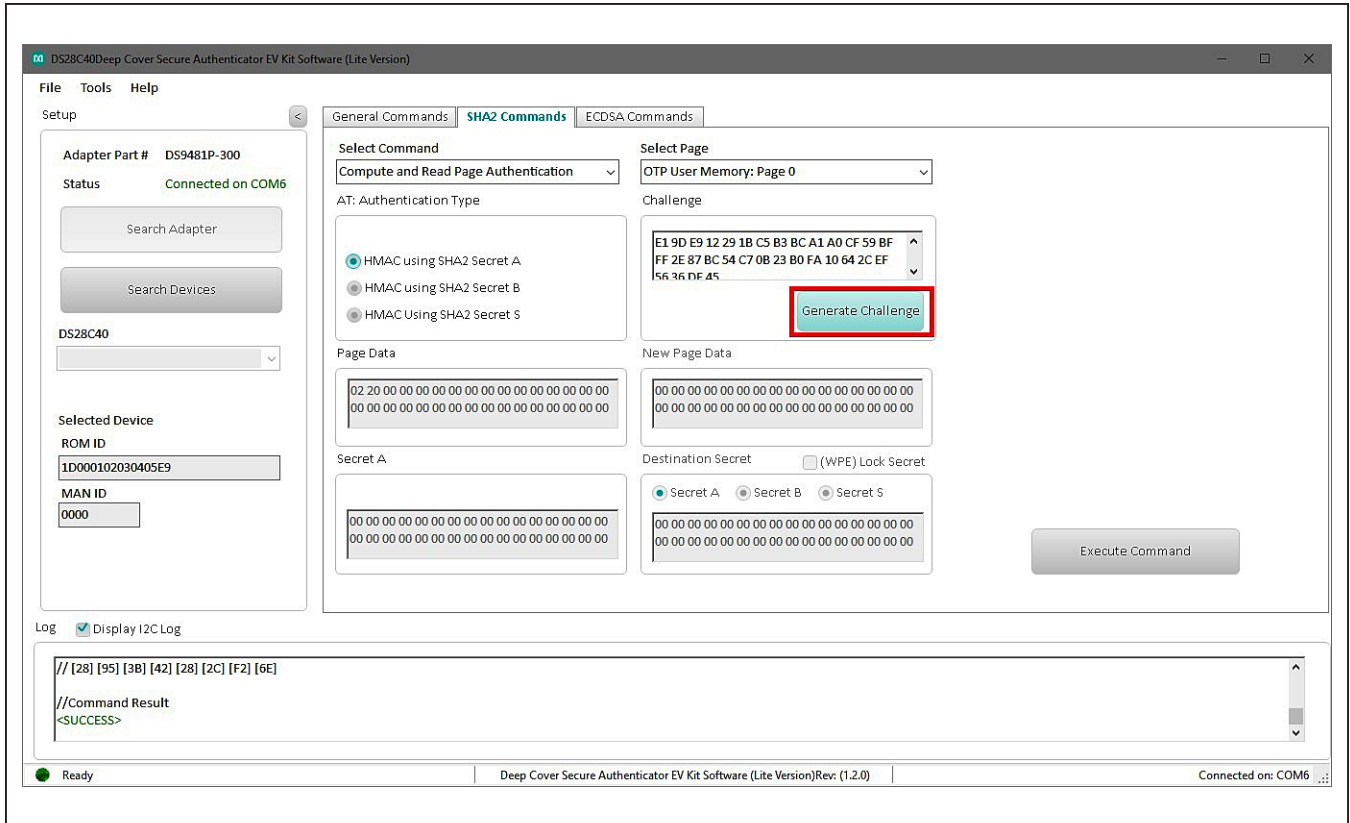 DS28C40Deep Cover Secure Authenticator EV Kit Software (Lite Version)
File Tools Help
Setup
<
Adapter Part # DS9481P-300
Status Connected on COM6
Search Adapter
Search Devices
DS28C40
Selected Device
ROM ID
1D000102030405E9
MAN ID
0000
General Commands SHA2 Commands ECDSA Commands
Select Command
Compute and Read Page Authentication
Select Page
OTP User Memory: Page 0
AT: Authentication Type
HMAC using SHA2 Secret A
HMAC using SHA2 Secret B
HMAC Using SHA2 Secret S
Challenge
E1 9D E9 12 29 1B C5 B3 BC A1 A0 CF 59 BF
FF 2E 87 BC 54 C7 0B 23 B0 FA 10 64 2C EF
56 36 DF 45
Generate Challenge
Page Data
02 20 00 00 00 00 00 00 00 00 00 00 00 00 00 00
00 00 00 00 00 00 00 00 00 00 00 00 00 00 00 00
New Page Data
00 00 00 00 00 00 00 00 00 00 00 00 00 00 00 00
00 00 00 00 00 00 00 00 00 00 00 00 00 00 00 00
Secret A
00 00 00 00 00 00 00 00 00 00 00 00 00 00 00 00
00 00 00 00 00 00 00 00 00 00 00 00 00 00 00 00
Destination Secret (WPE) Lock Secret
Secret A Secret B Secret S
00 00 00 00 00 00 00 00 00 00 00 00 00 00 00 00
00 00 00 00 00 00 00 00 00 00 00 00 00 00 00 00
Execute Command
Log Display I2C Log
// [28] [95] [3B] [42] [28] [2C] [F2] [6E]
//Command Result
<SUCCESS>
Ready
Deep Cover Secure Authenticator EV Kit Software (Lite Version)Rev: (1.2.0)
Connected on: COM6